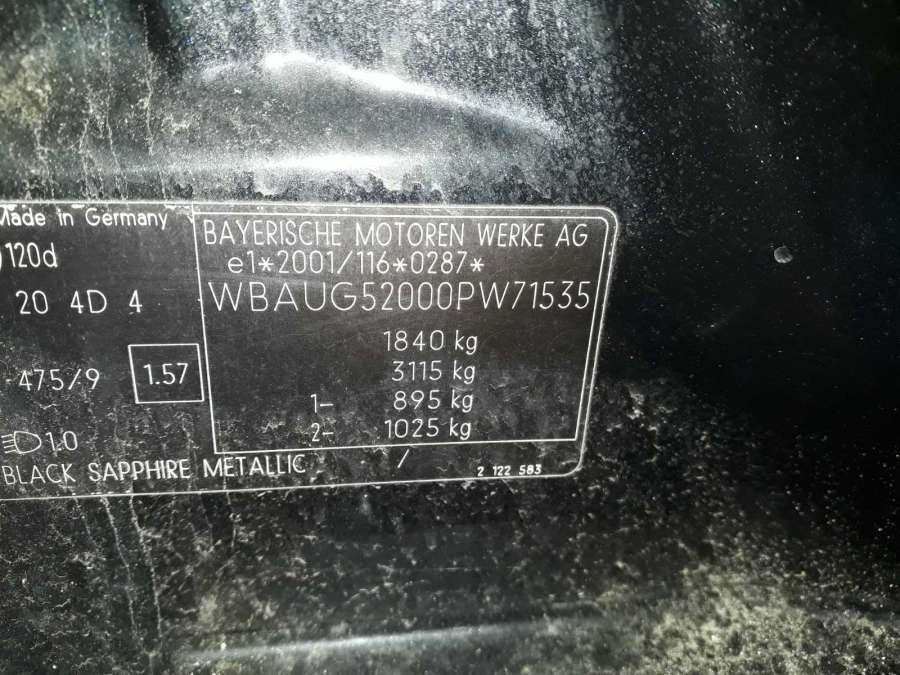 Made in Germany
120d
20 4D 4
475/9 1.57
1.0
BLACK SAPPHIRE METALLIC /
BAYERISCHE MOTOREN WERKE AG
e1*2001/116*0287*
WBAUG52000PW71535
1840 kg
3115 kg
1- 895 kg
2- 1025 kg
2 122 583